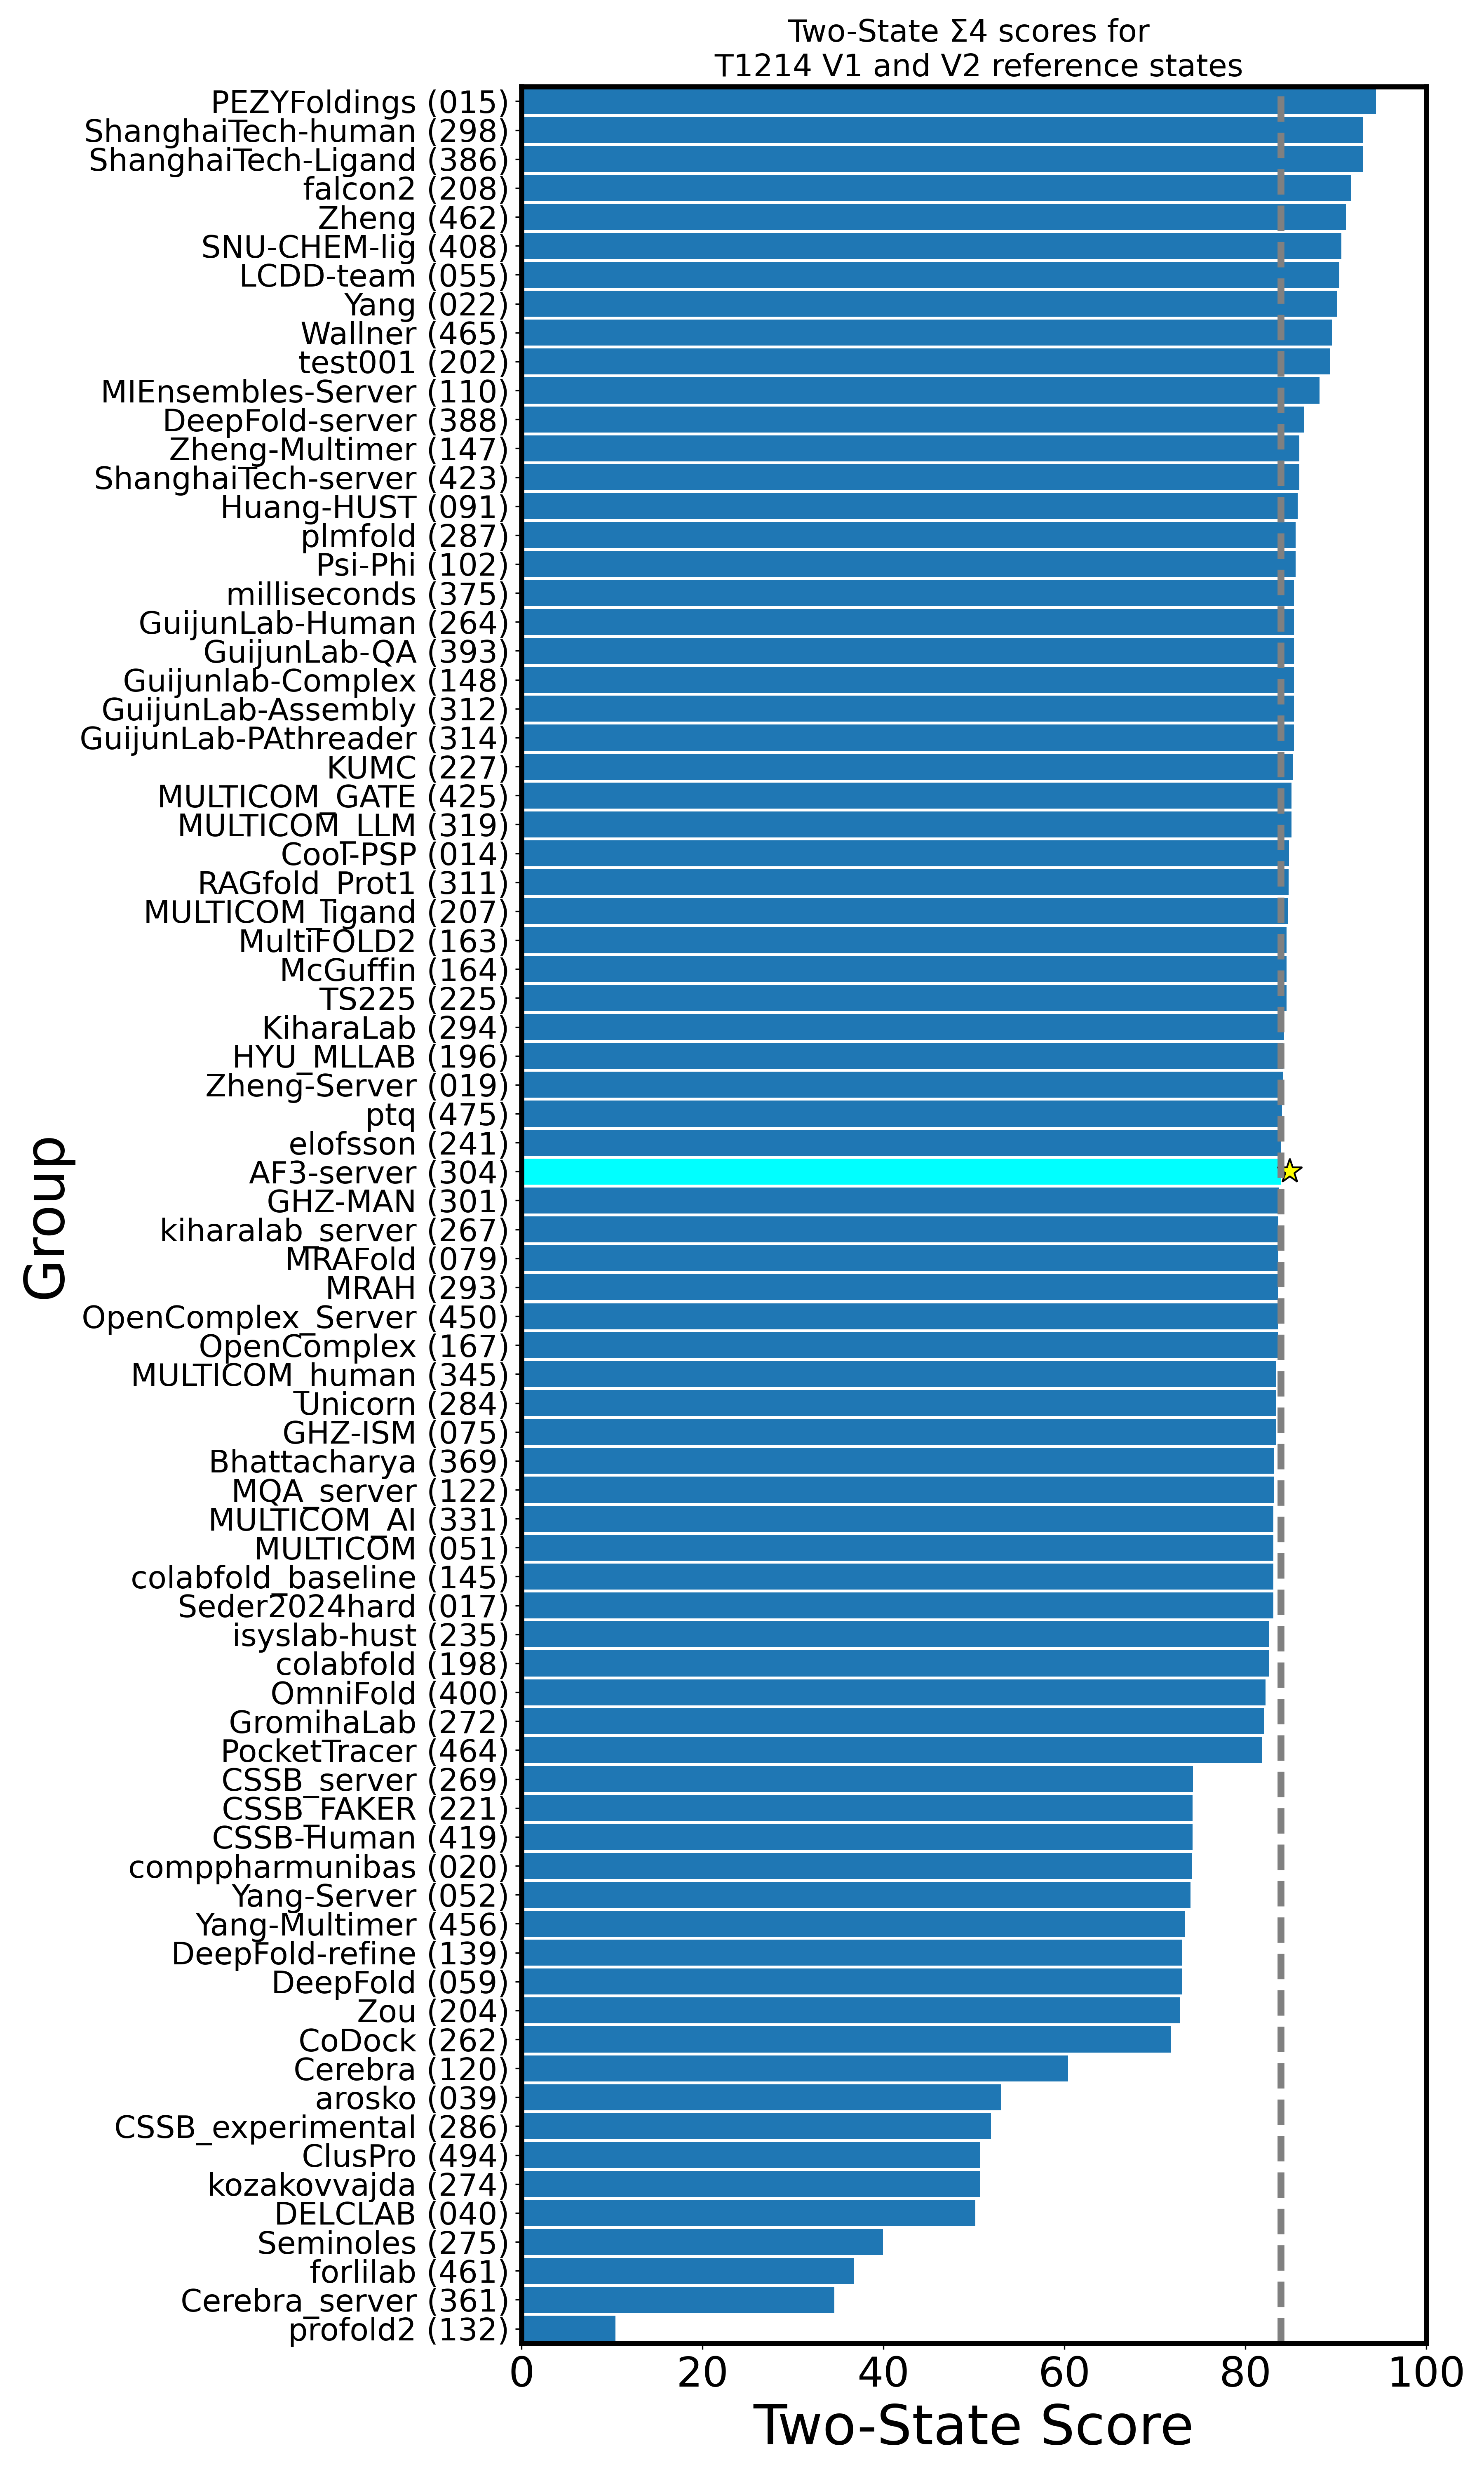 Two-State Σ4 scores for
T1214 V1 and V2 reference states
PEZYFoldings (015)
ShanghaiTech-human (298)
ShanghaiTech-Ligand (386)
falcon2 (208)
Zheng (462)
SNU-CHEM-lig (408)
LCDD-team (055)
Yang (022)
Wallner (465)
test001 (202)
MIEnsembles-Server (110)
DeepFold-server (388)
Zheng-Multimer (147)
ShanghaiTech-server (423)
Huang-HUST (091)
plmfold (287)
Psi-Phi (102)
milliseconds (375)
GuijunLab-Human (264)
GuijunLab-QA (393)
Guijunlab-Complex (148)
GuijunLab-Assembly (312)
GuijunLab-PAthreader (314)
KUMC (227)
MULTICOM_GATE (425)
MULTICOM_LLM (319)
Cool-PSP (014)
RAGfold_Prot1 (311)
MULTICOM_ligand (207)
MultiFOLD2 (163)
McGuffin (164)
TS225 (225)
KiharaLab (294)
HYU_MLLAB (196)
Zheng-Server (019)
ptq (475)
elofsson (241)
AF3-server (304)
GHZ-MAN (301)
kiharalab_server (267)
MRAFold (079)
MRAH (293)
OpenComplex_Server (450)
OpenComplex (167)
MULTICOM_human (345)
Unicorn (284)
GHZ-ISM (075)
Bhattacharya (369)
MQA_server (122)
MULTICOM_AI (331)
MULTICOM (051)
colabfold_baseline (145)
Seder2024hard (017)
isyslab-hust (235)
colabfold (198)
OmniFold (400)
GromihaLab (272)
PocketTracer (464)
CSSB_server (269)
CSSB_FAKER (221)
CSSB-Human (419)
comppharmunibas (020)
Yang-Server (052)
Yang-Multimer (456)
DeepFold-refine (139)
DeepFold (059)
Zou (204)
CoDock (262)
Cerebra (120)
arosko (039)
CSSB_experimental (286)
ClusPro (494)
kozakovvajda (274)
DELCLAB (040)
Seminoles (275)
forlilab (461)
Cerebra_server (361)
profold2 (132)
Group
0 20 40 60 80 100
Two-State Score